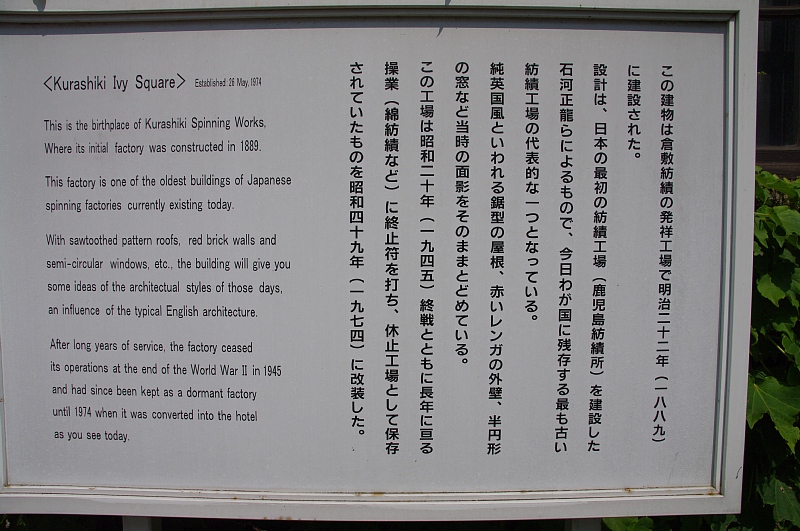 <Kurashiki Ivy Square> Established: 26 May, 1974
This is the birthplace of Kurashiki Spinning Works,
Where its initial factory was constructed in 1889.
This factory is one of the oldest buildings of Japanese
spinning factories currently existing today.
With sawtoothed pattern roofs, red brick walls and
semi-circular windows, etc., the building will give you
some ideas of the architectual styles of those days,
an influence of the typical English architecture.
After long years of service, the factory ceased
its operations at the end of the World War II in 1945
and had since been kept as a dormant factory
until 1974 when it was converted into the hotel
as you see today.
この建物は倉敷紡績の発祥工場で明治二十二年（一八八九）
に建設された。
設計は、日本の最初の紡績工場（鹿児島紡績所）を建設した
石河正龍らによるもので、今日わが国に残存する最も古い
紡績工場の代表的な一つとなっている。
純英国風といわれる鋸型の屋根、赤いレンガの外壁、半円形
の窓など当時の面影をそのままとどめている。
この工場は昭和二十年（一九四五）終戦とともに長年に亘る
操業（綿紡績など）に終止符を打ち、休止工場として保存
されていたものを昭和四十九年（一九七四）に改装した。